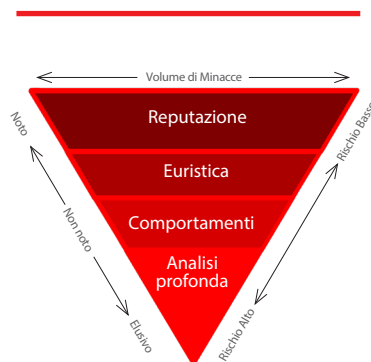 Volume di Minacce
Noto
Non noto
Elusivo
Reputazione
Euristica
Comportamenti
Analisi
profonda
Rischio Basso
Rischio Alto